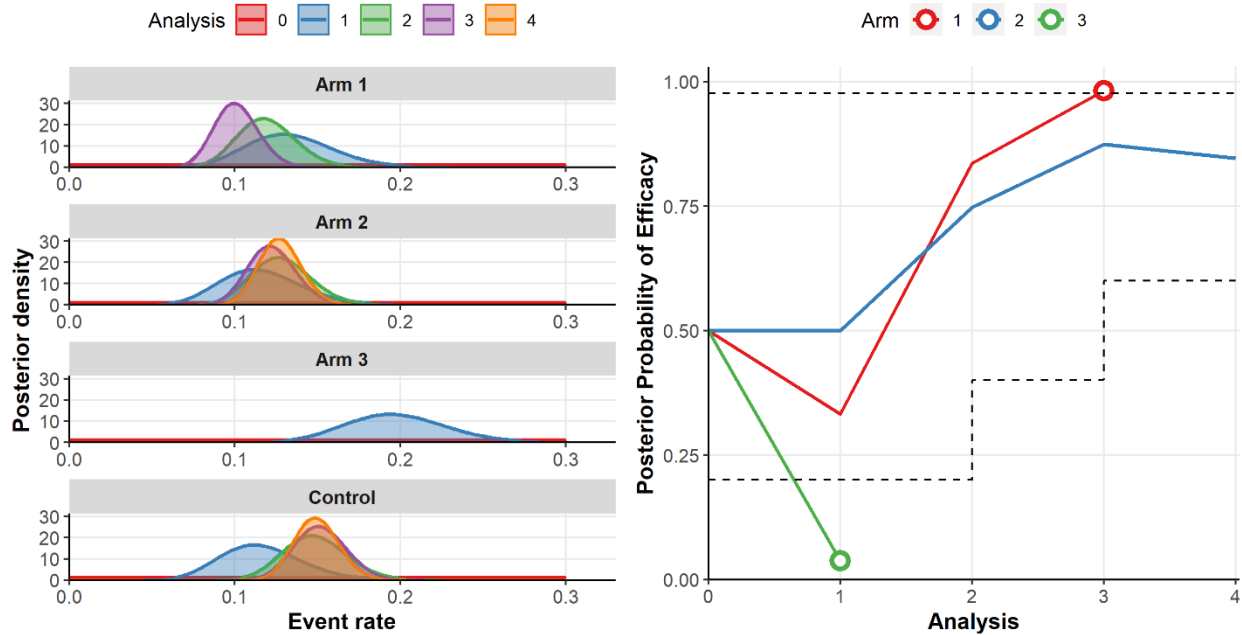 Analysis 0 1 2 3 4
Arm 1
30
20
10
0
0.0 0.1 0.2 0.3
Arm 2
30
20
10
0
0.0 0.1 0.2 0.3
Arm 3
30
20
10
0
0.0 0.1 0.2 0.3
Control
30
20
10
0
0.0 0.1 0.2 0.3
Posterior density
Event rate
Arm 1 2 3
1.00
0.75
0.50
0.25
0.00
0 1 2 3 4
Posterior Probability of Efficacy
Analysis